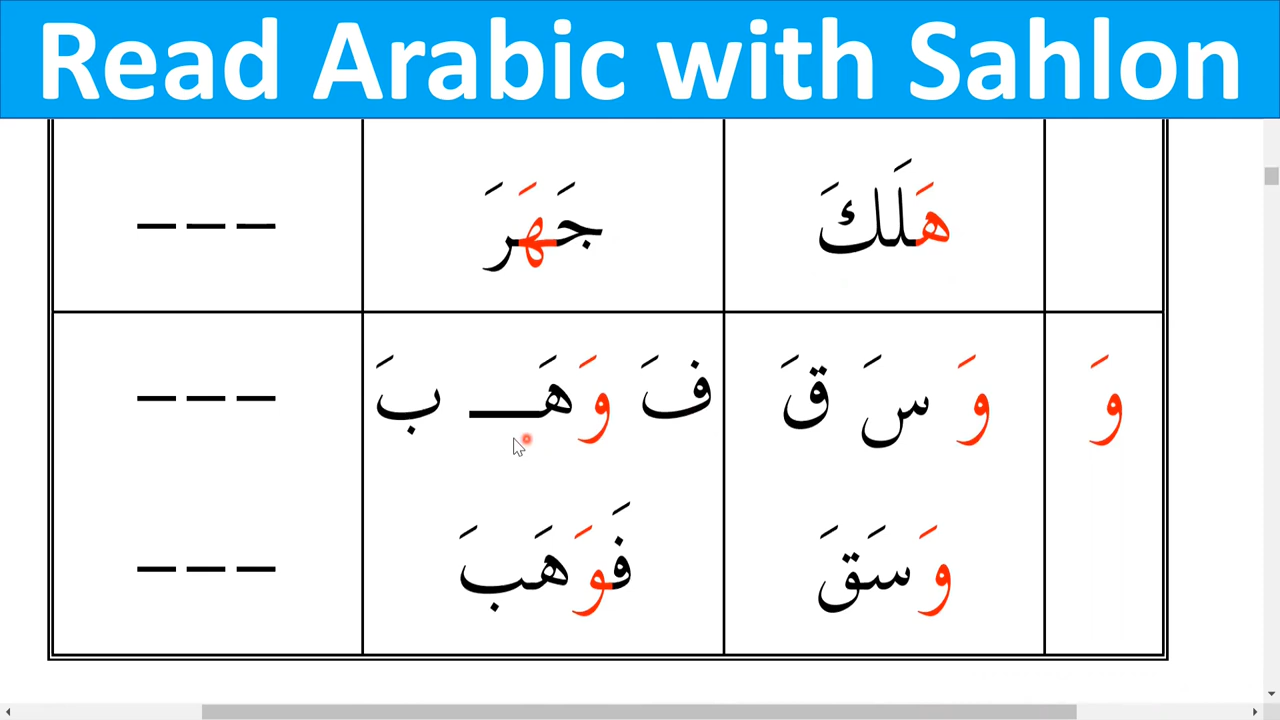 Read Arabic with Sahlon
هَلَكَ جَهَرَ — — —
وَ وَ سَ قَ فَ وَ هَـــ بَ — — —
وَسَقَ فَوَهَبَ — — —